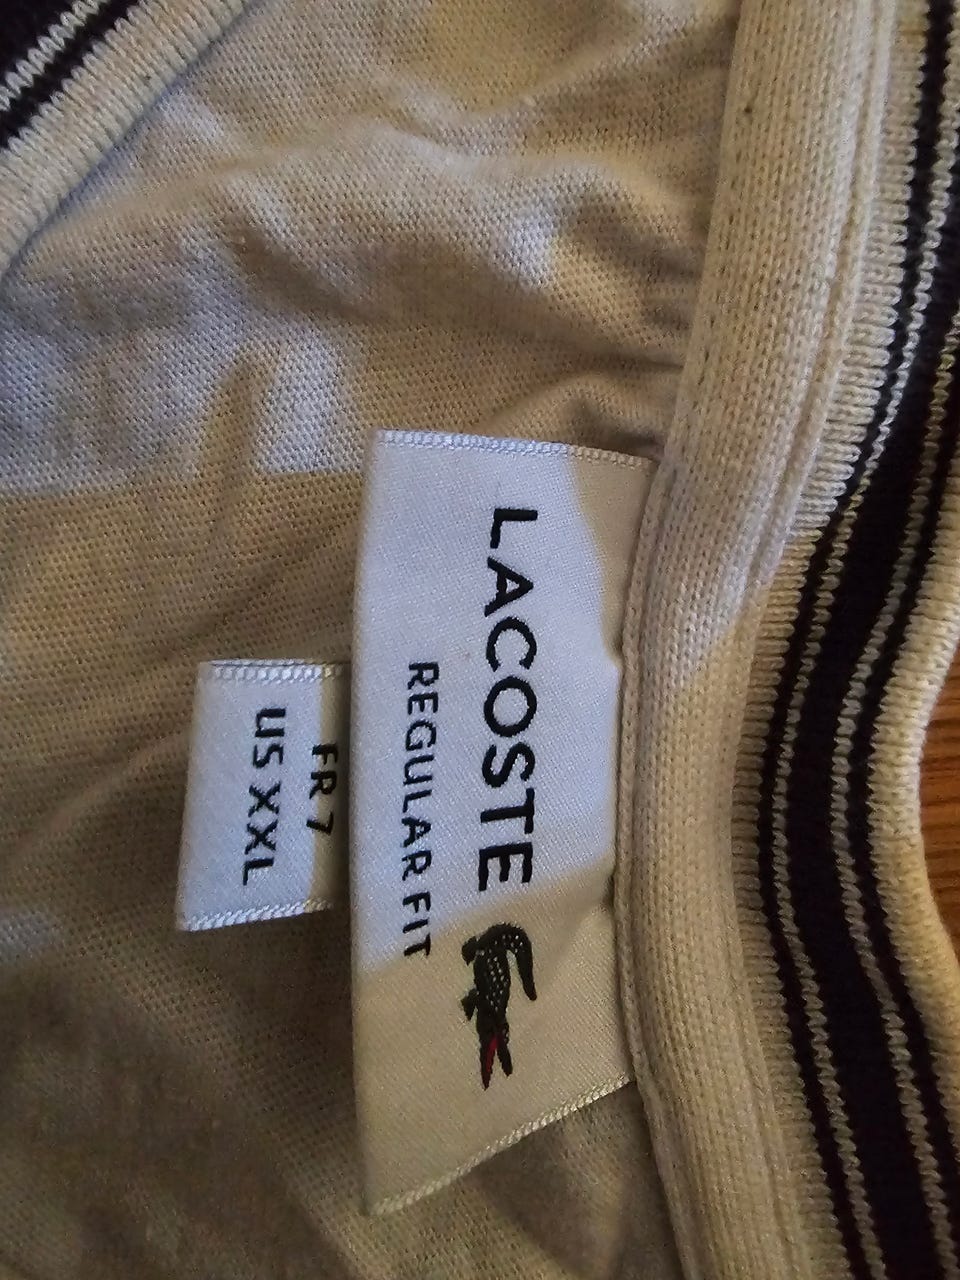 LACOSTE
REGULAR FIT
FR 7
US XXL